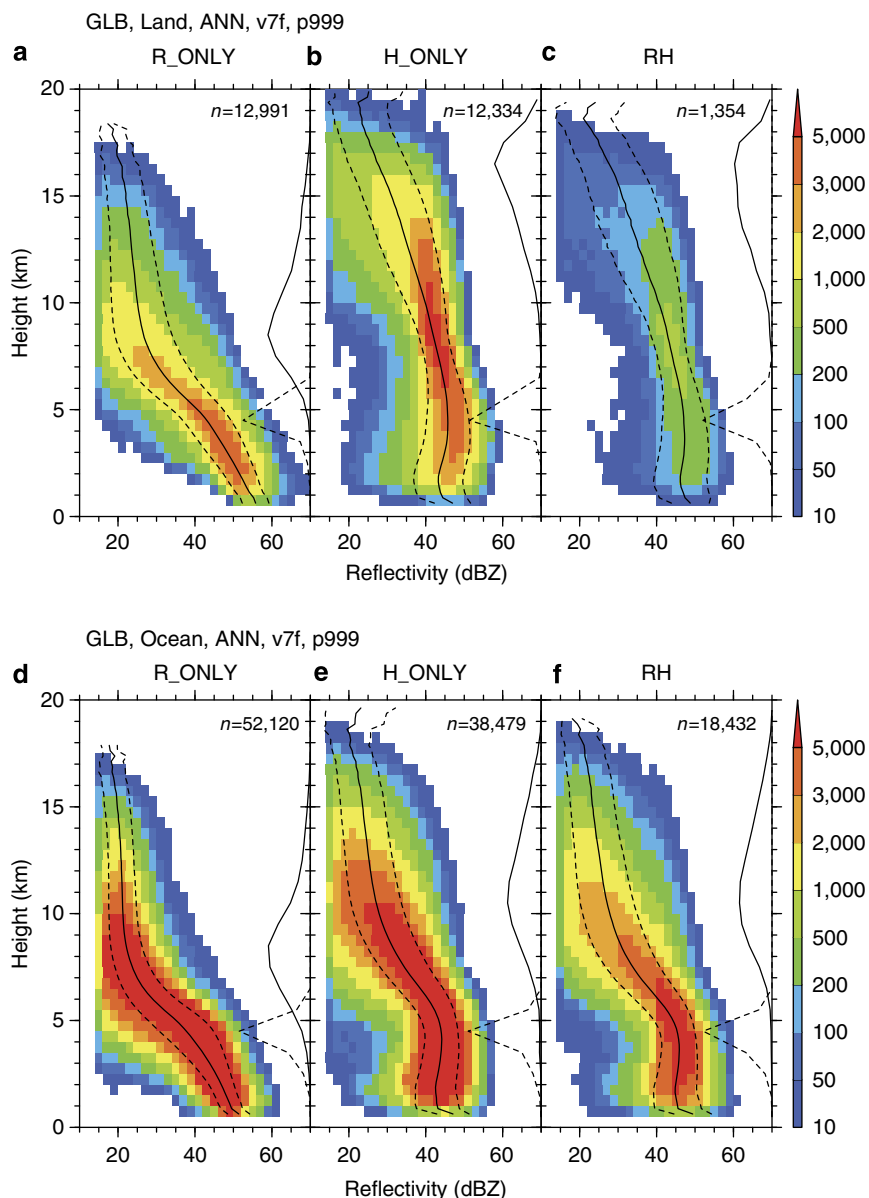 GLB, Land, ANN, v7f, p999
a R_ONLY b H_ONLY c RH
n=12,991 n=12,334 n=1,354
20
15
10
5
0
Height (km)
20 40 60 20 40 60 20 40 60
Reflectivity (dBZ)
5,000
3,000
2,000
1,000
500
200
100
50
10
GLB, Ocean, ANN, v7f, p999
d R_ONLY e H_ONLY f RH
n=52,120 n=38,479 n=18,432
20
15
10
5
0
Height (km)
20 40 60 20 40 60 20 40 60
Reflectivity (dBZ)
5,000
3,000
2,000
1,000
500
200
100
50
10